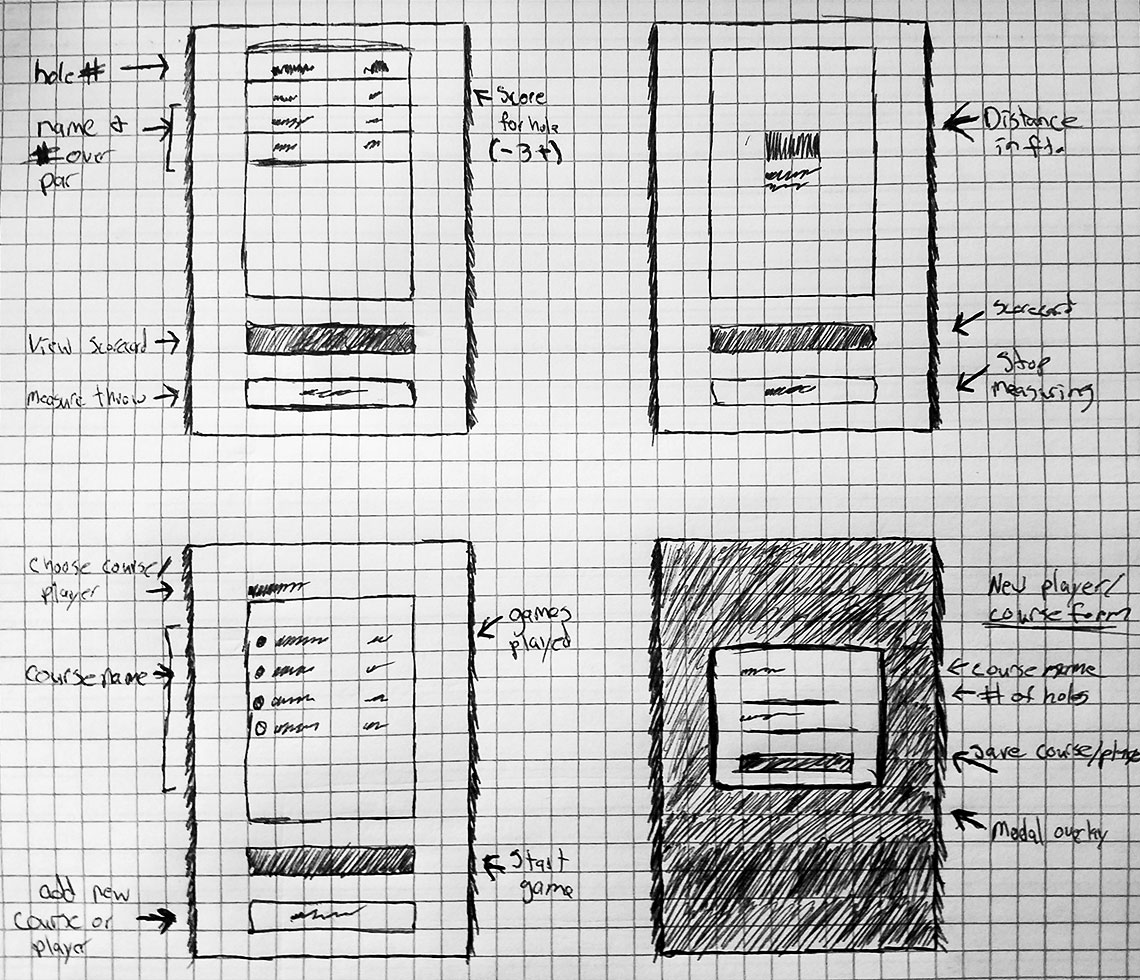 hole #
name &
# over
par
Score
for hole
(- 3 +)
View Scorecard
measure throw
Distance
in ft.
Scorecard
Stop
measuring
choose course/
player
course name
games
played
Start
game
add new
course or
player
New player/
course form
course name
# of holes
save course/player
Modal overlay